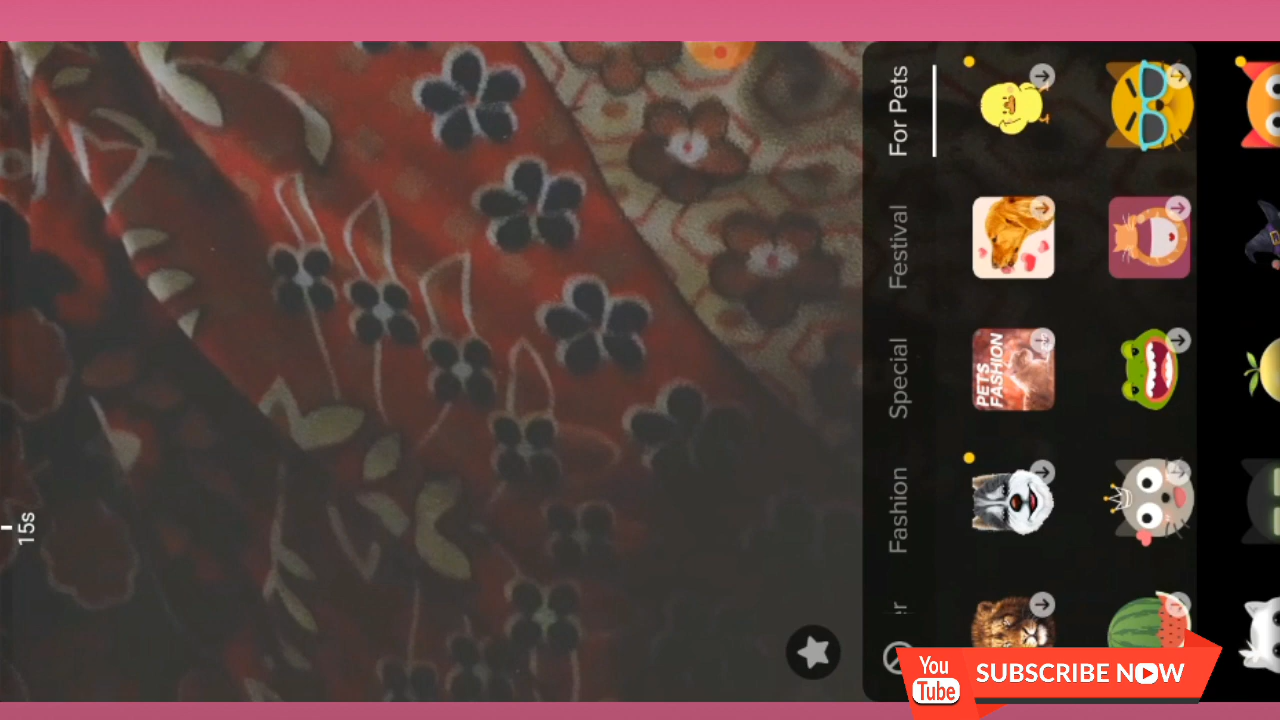 For Pets
Festival
Special
Fashion
r
PETS
FASHION
15s
You
Tube
SUBSCRIBE NOW